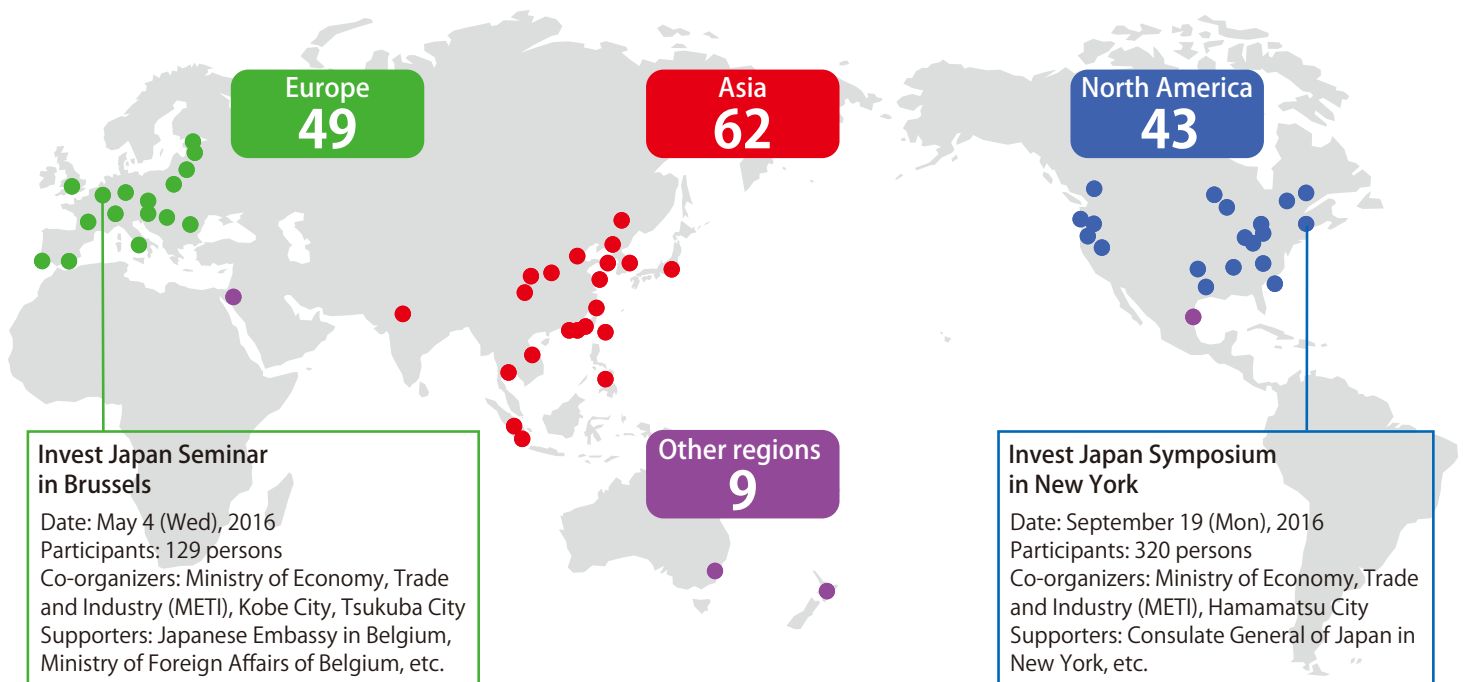 Europe
49
Asia
62
North America
43
Other regions
9
Invest Japan Seminar
in Brussels
Date: May 4 (Wed), 2016
Participants: 129 persons
Co-organizers: Ministry of Economy, Trade
and Industry (METI), Kobe City, Tsukuba City
Supporters: Japanese Embassy in Belgium,
Ministry of Foreign Affairs of Belgium, etc.
Invest Japan Symposium
in New York
Date: September 19 (Mon), 2016
Participants: 320 persons
Co-organizers: Ministry of Economy, Trade
and Industry (METI), Hamamatsu City
Supporters: Consulate General of Japan in
New York, etc.